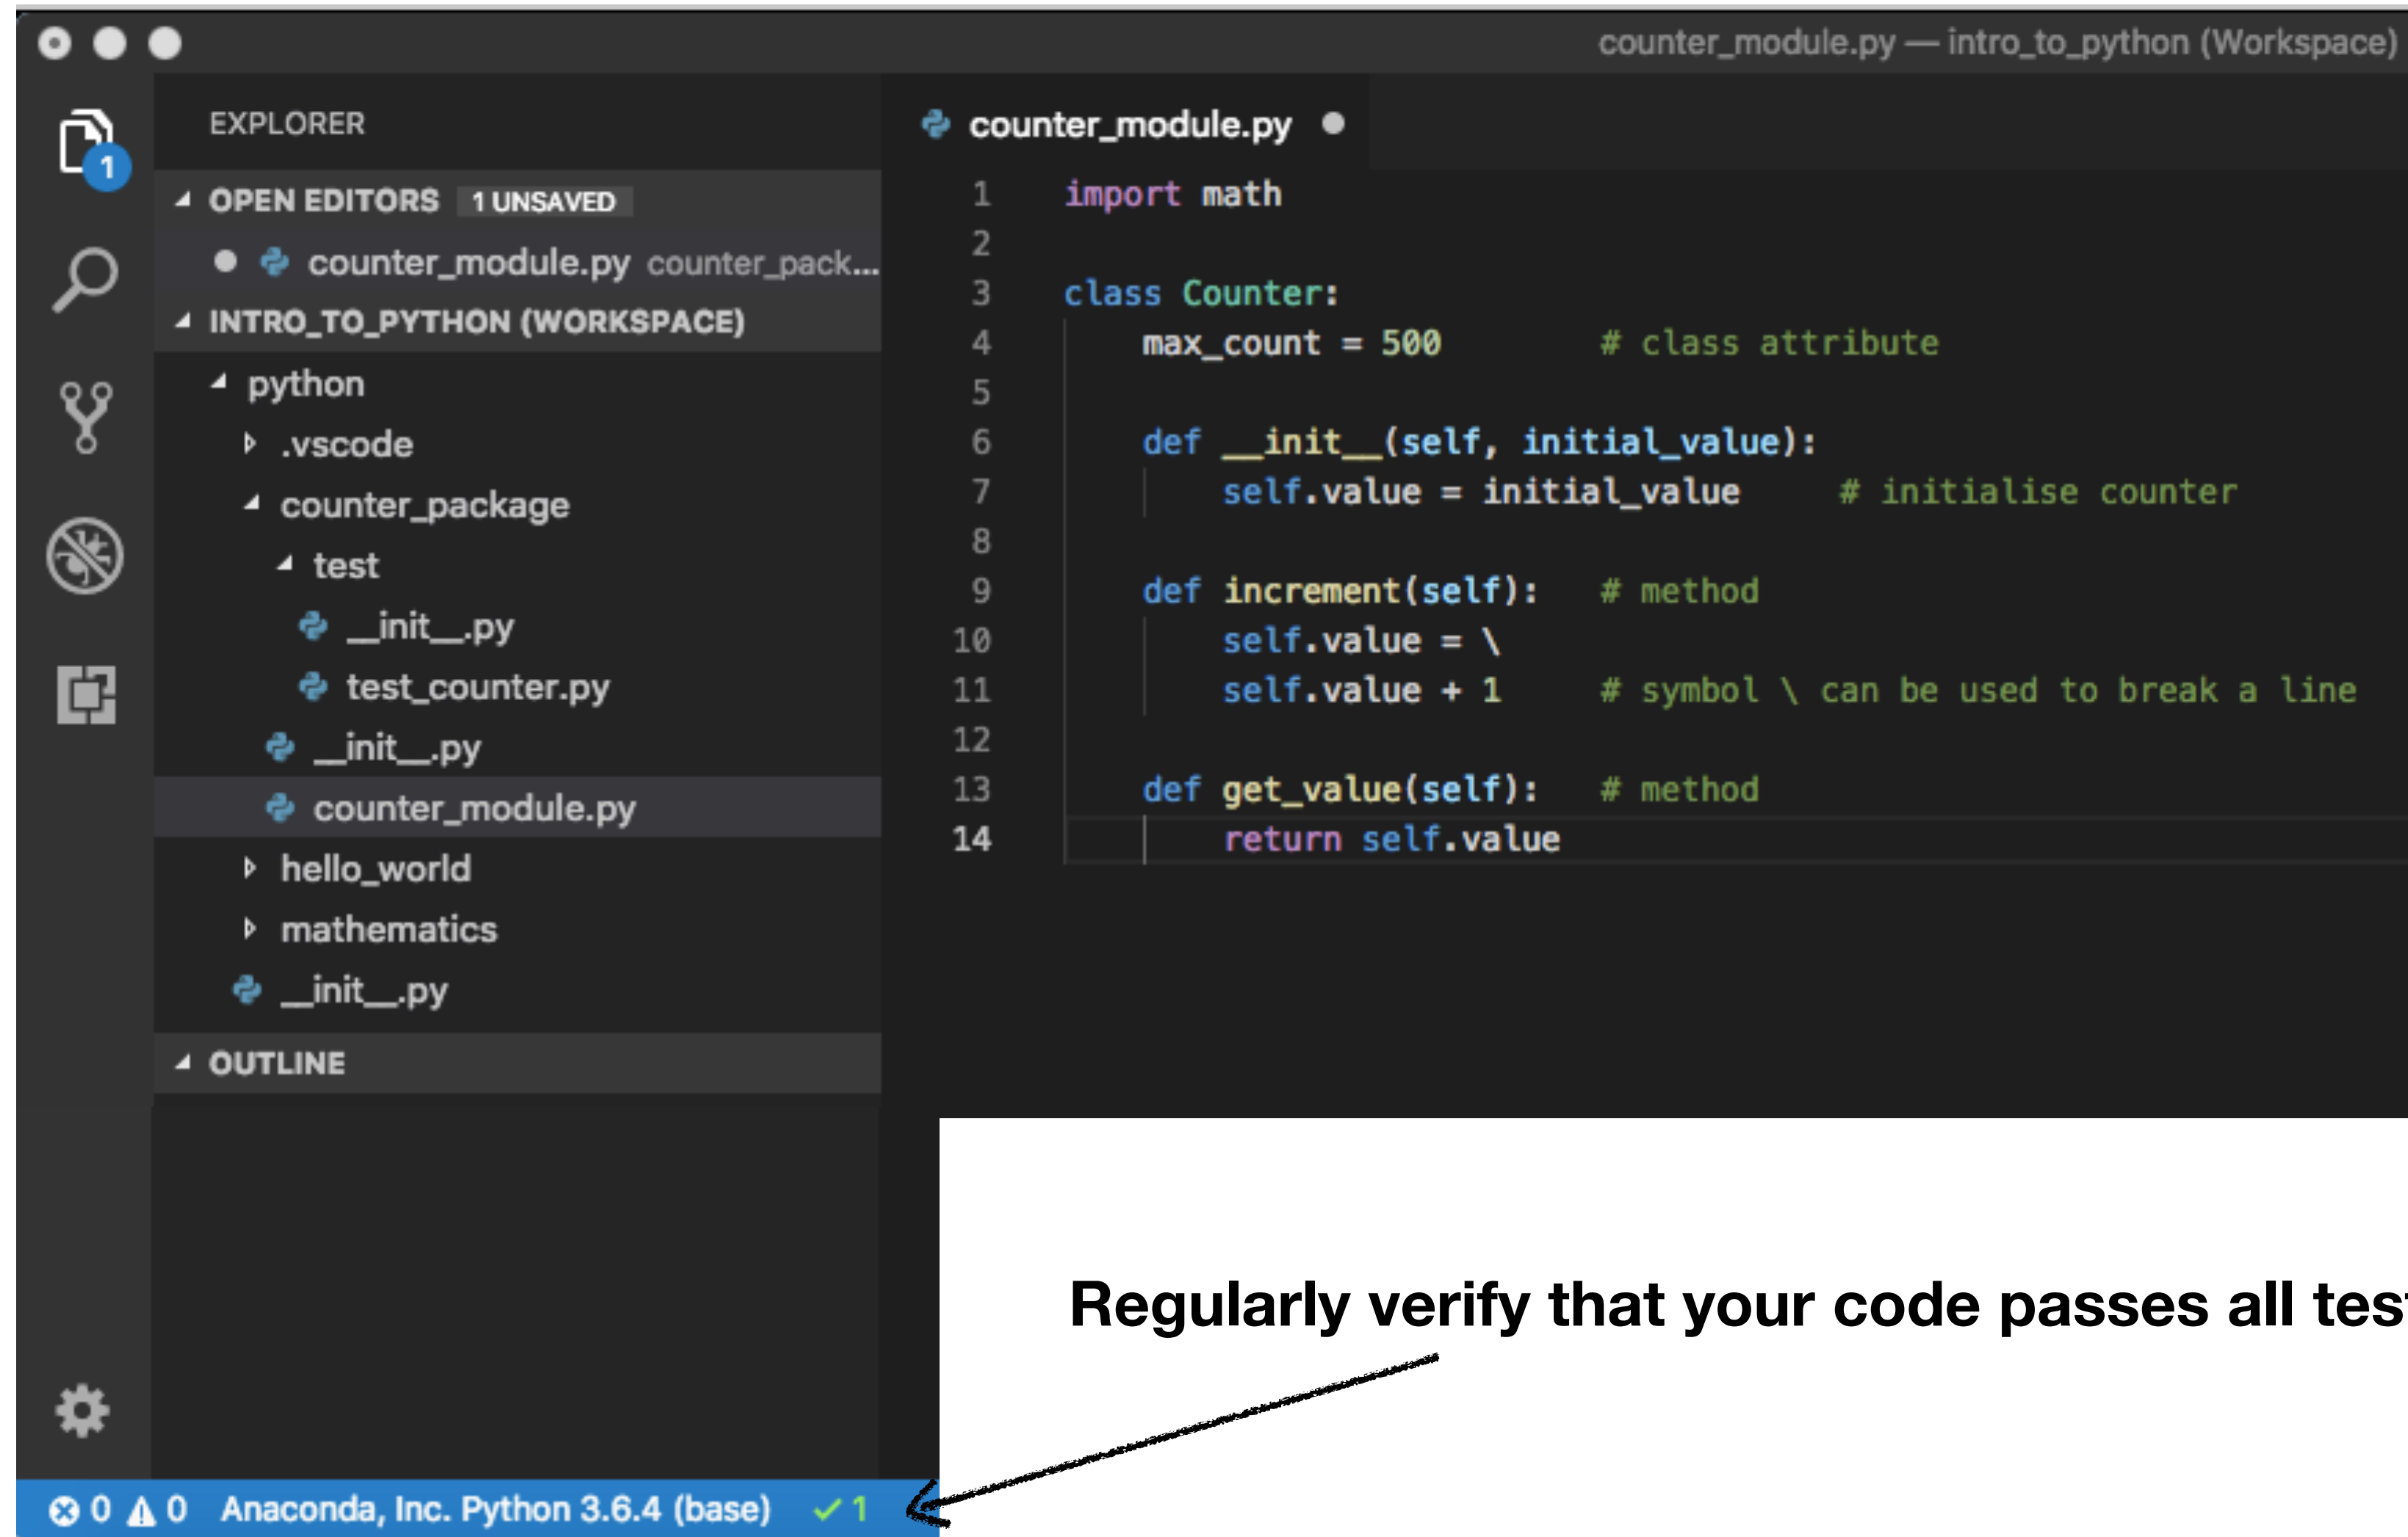 counter_module.py — intro_to_python (Workspace)
EXPLORER
1
OPEN EDITORS 1 UNSAVED
counter_module.py counter_pack...
INTRO_TO_PYTHON (WORKSPACE)
python
.vscode
counter_package
test
__init__.py
test_counter.py
__init__.py
counter_module.py
hello_world
mathematics
__init__.py
OUTLINE
counter_module.py
1 import math
2
3 class Counter:
4     max_count = 500        # class attribute
5
6     def __init__(self, initial_value):
7         self.value = initial_value     # initialise counter
8
9     def increment(self):   # method
10         self.value = \
11         self.value + 1     # symbol \ can be used to break a line
12
13     def get_value(self):   # method
14         return self.value
Regularly verify that your code passes all
0 0 Anaconda, Inc. Python 3.6.4 (base) ✓ 1